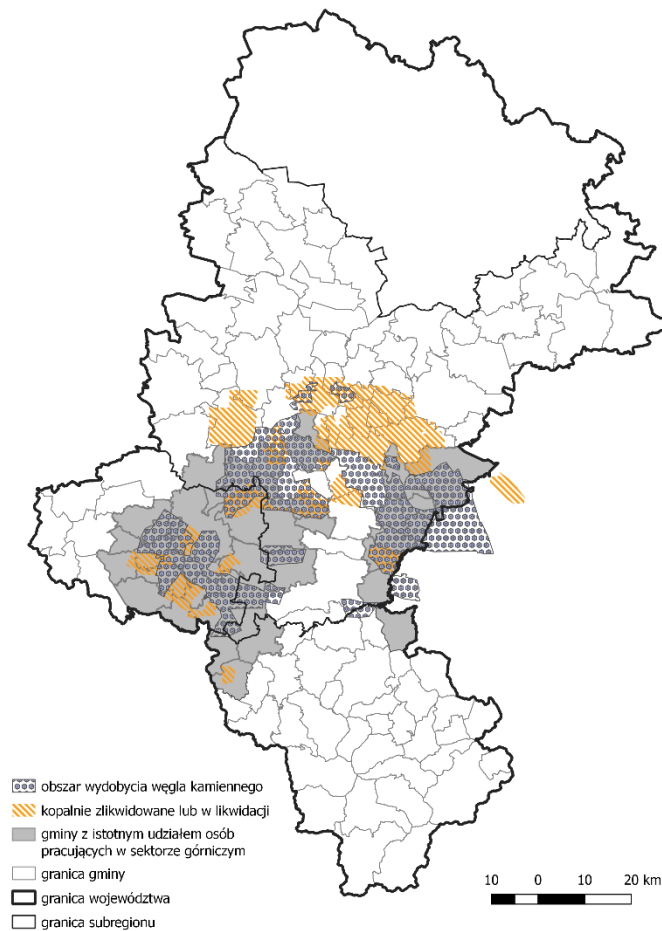 obszar wydobycia węgla kamiennego
kopalnie zlikwidowane lub w likwidacji
gminy z istotnym udziałem osób
pracujących w sektorze górniczym
granica gminy
granica województwa
granica subregionu
10 0 10 20 km